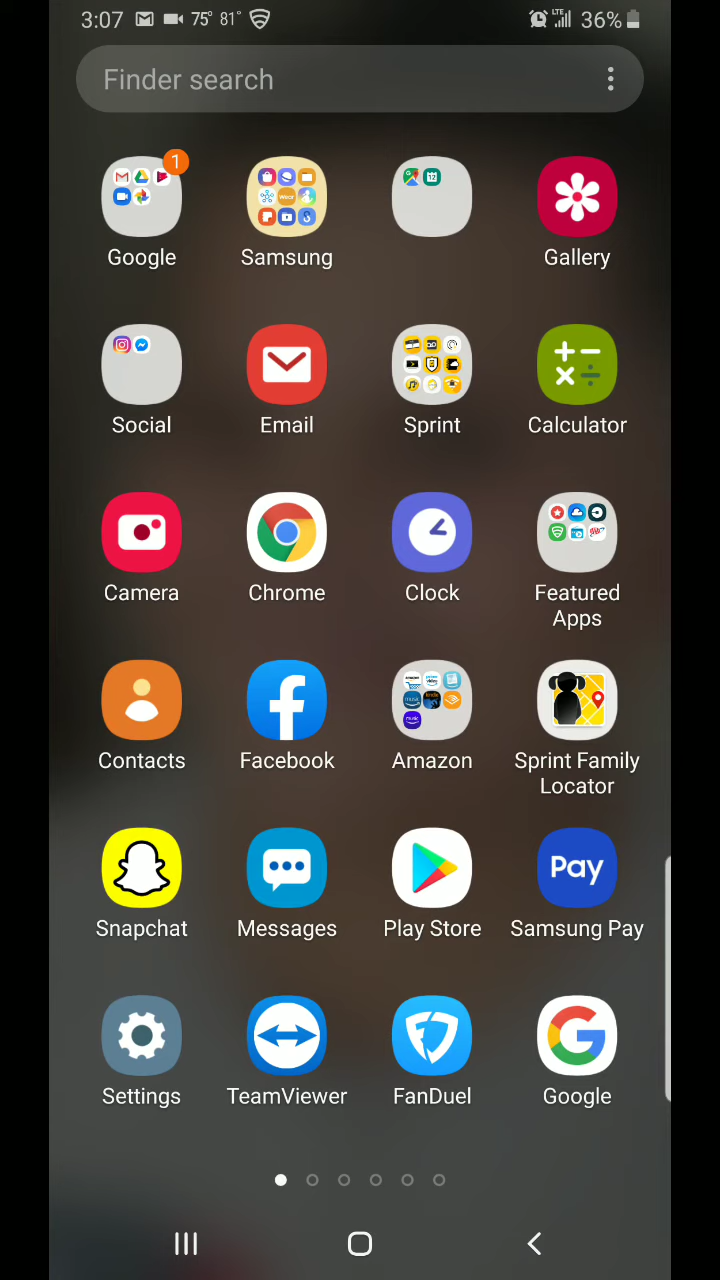 3:07 75° 81° LTE 36%
Finder search
1
Google Samsung Gallery
Social Email Sprint Calculator
Camera Chrome Clock Featured
Apps
Contacts Facebook Amazon Sprint Family
Locator
Pay
Snapchat Messages Play Store Samsung Pay
Settings TeamViewer FanDuel Google